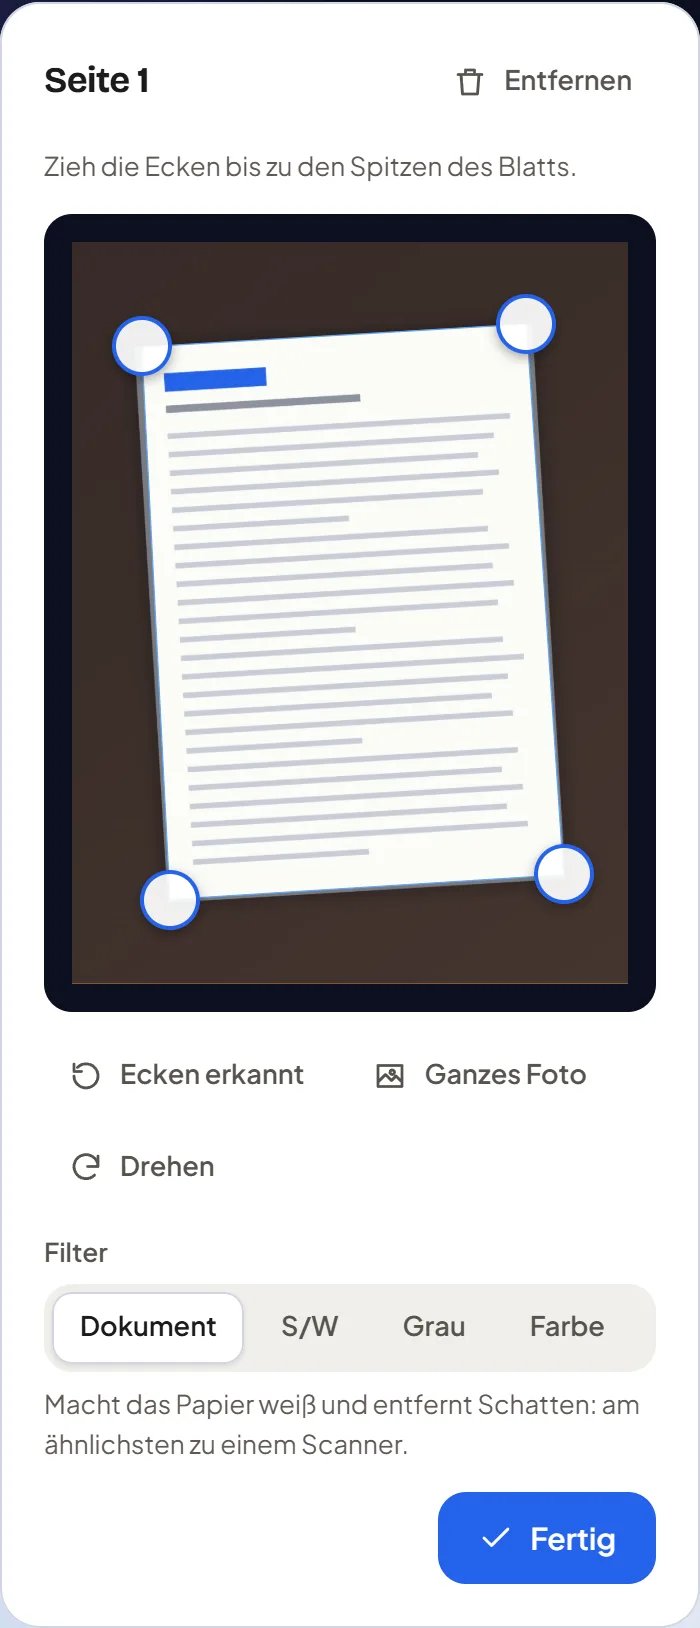 Seite 1
Entfernen
Zieh die Ecken bis zu den Spitzen des Blatts.
Ecken erkannt
Ganzes Foto
Drehen
Filter
Dokument
S/W
Grau
Farbe
Macht das Papier weiß und entfernt Schatten: am
ähnlichsten zu einem Scanner.
Fertig